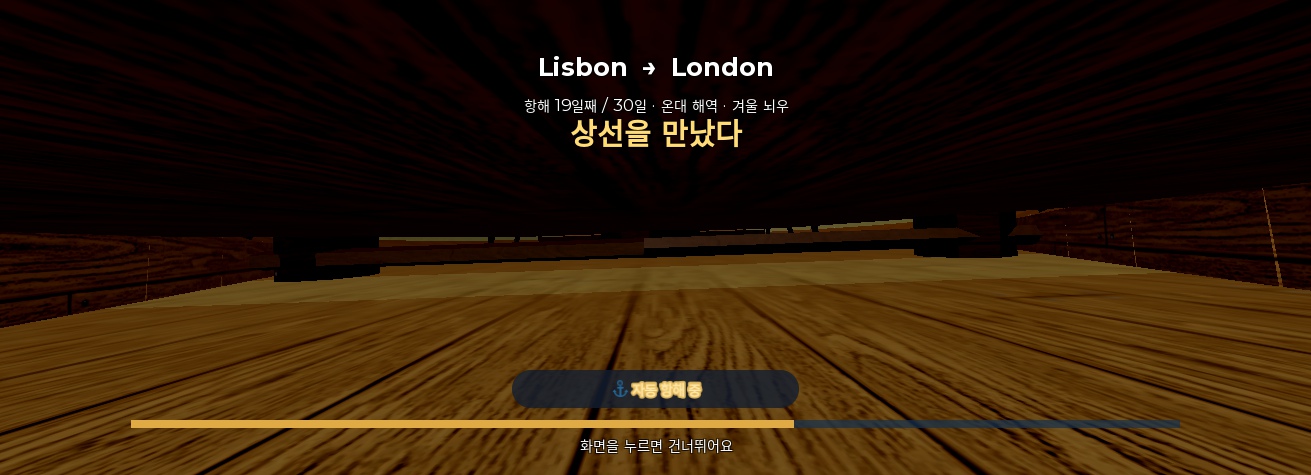 Lisbon → London
항해 19일째 / 30일 · 온대 해역 · 겨울 뇌우
상선을 만났다
⚓ 자동 항해 중
화면을 누르면 건너뛰어요